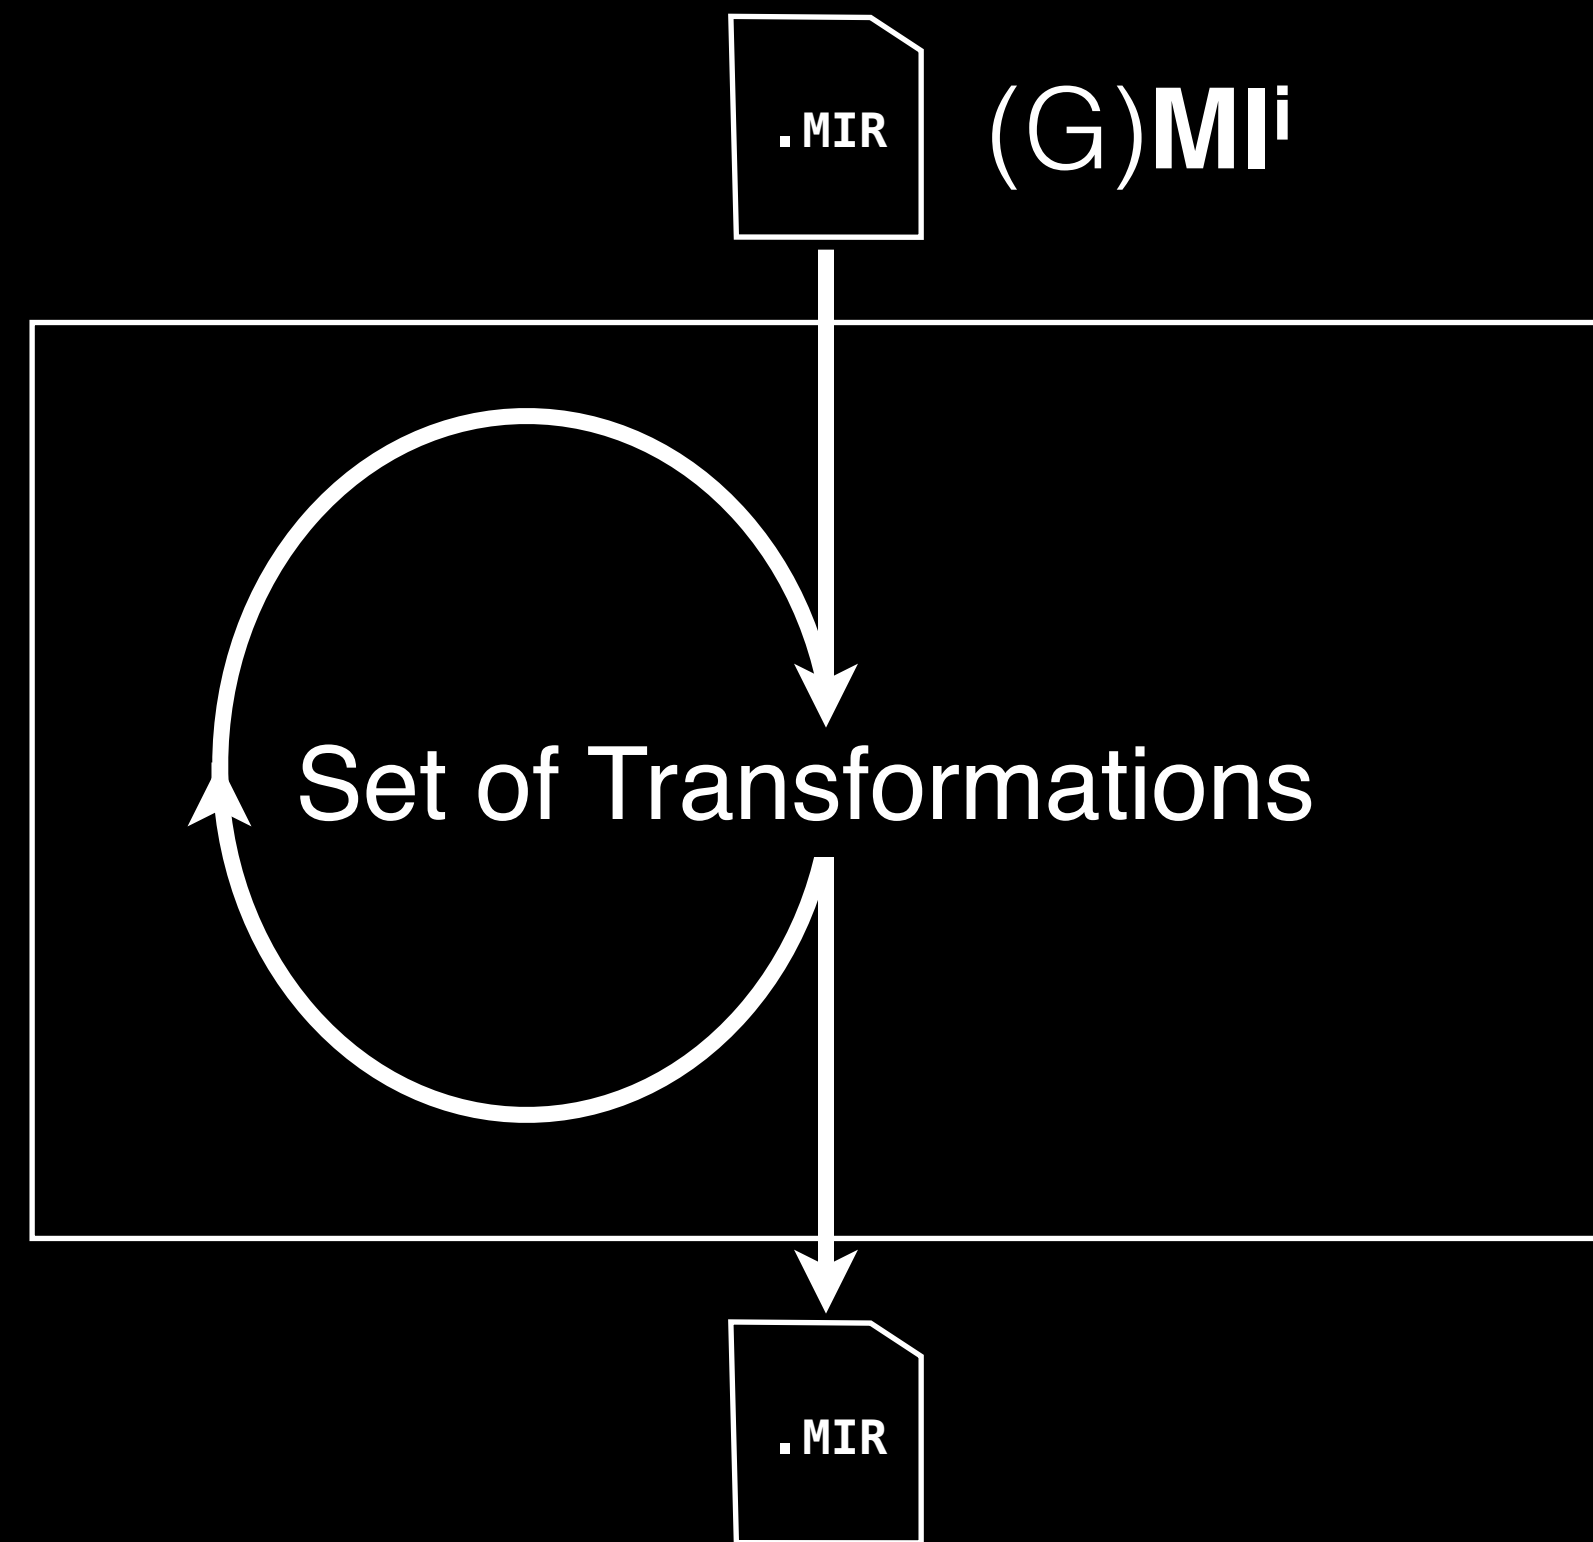 .MIR (G)MIⁱ
Set of Transformations
.MIR